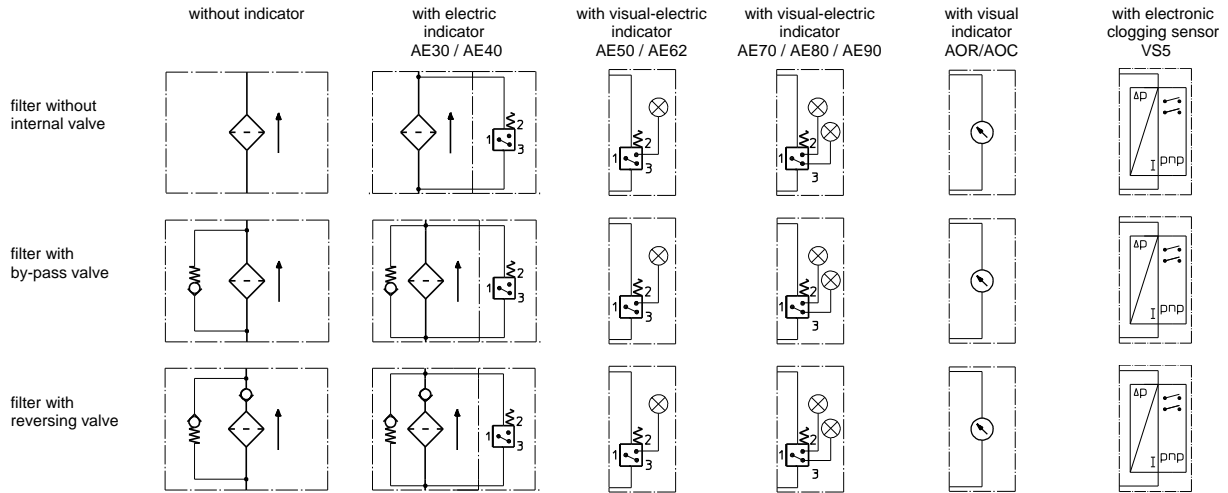 without indicator
with electric
indicator
AE30 / AE40
with visual-electric
indicator
AE50 / AE62
with visual-electric
indicator
AE70 / AE80 / AE90
with visual
indicator
AOR/AOC
with electronic
clogging sensor
VS5
filter without
internal valve
1 2 3
1 2 3
1 2 3
Δp
I pnp
filter with
by-pass valve
1 2 3
1 2 3
1 2 3
Δp
I pnp
filter with
reversing valve
1 2 3
1 2 3
1 2 3
Δp
I pnp